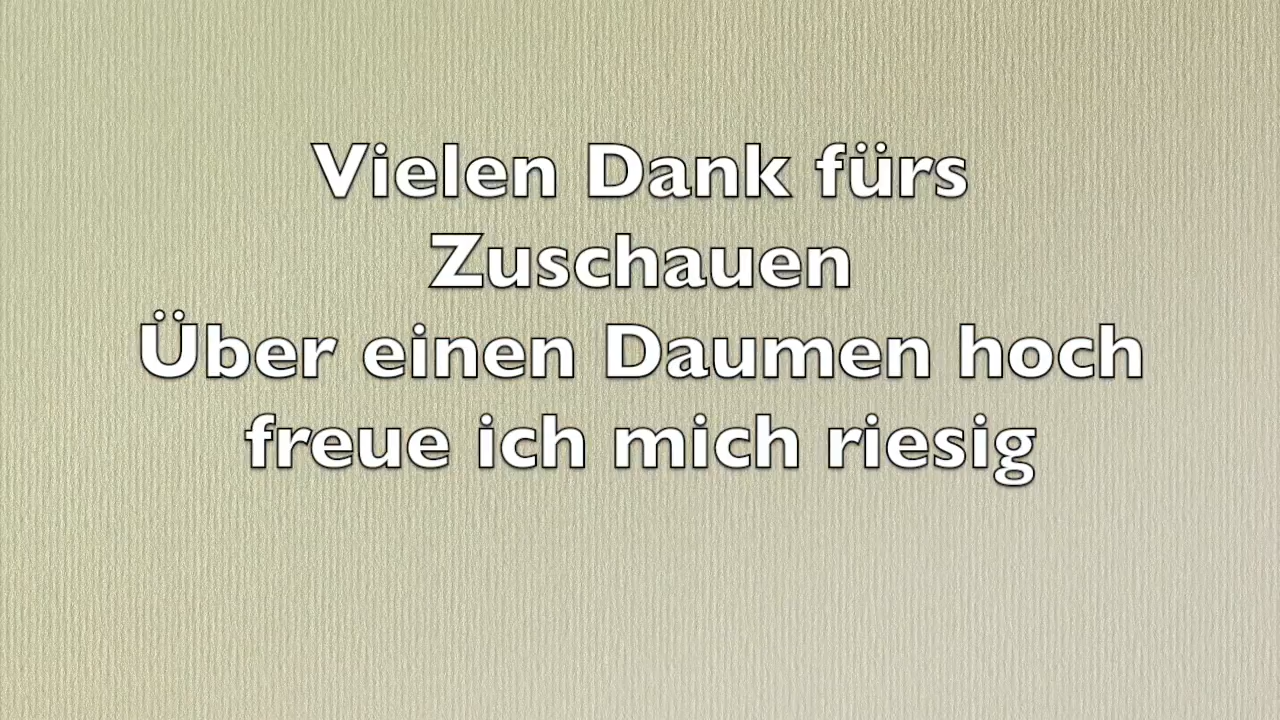 Vielen Dank fürs
Zuschauen
Über einen Daumen hoch
freue ich mich riesig